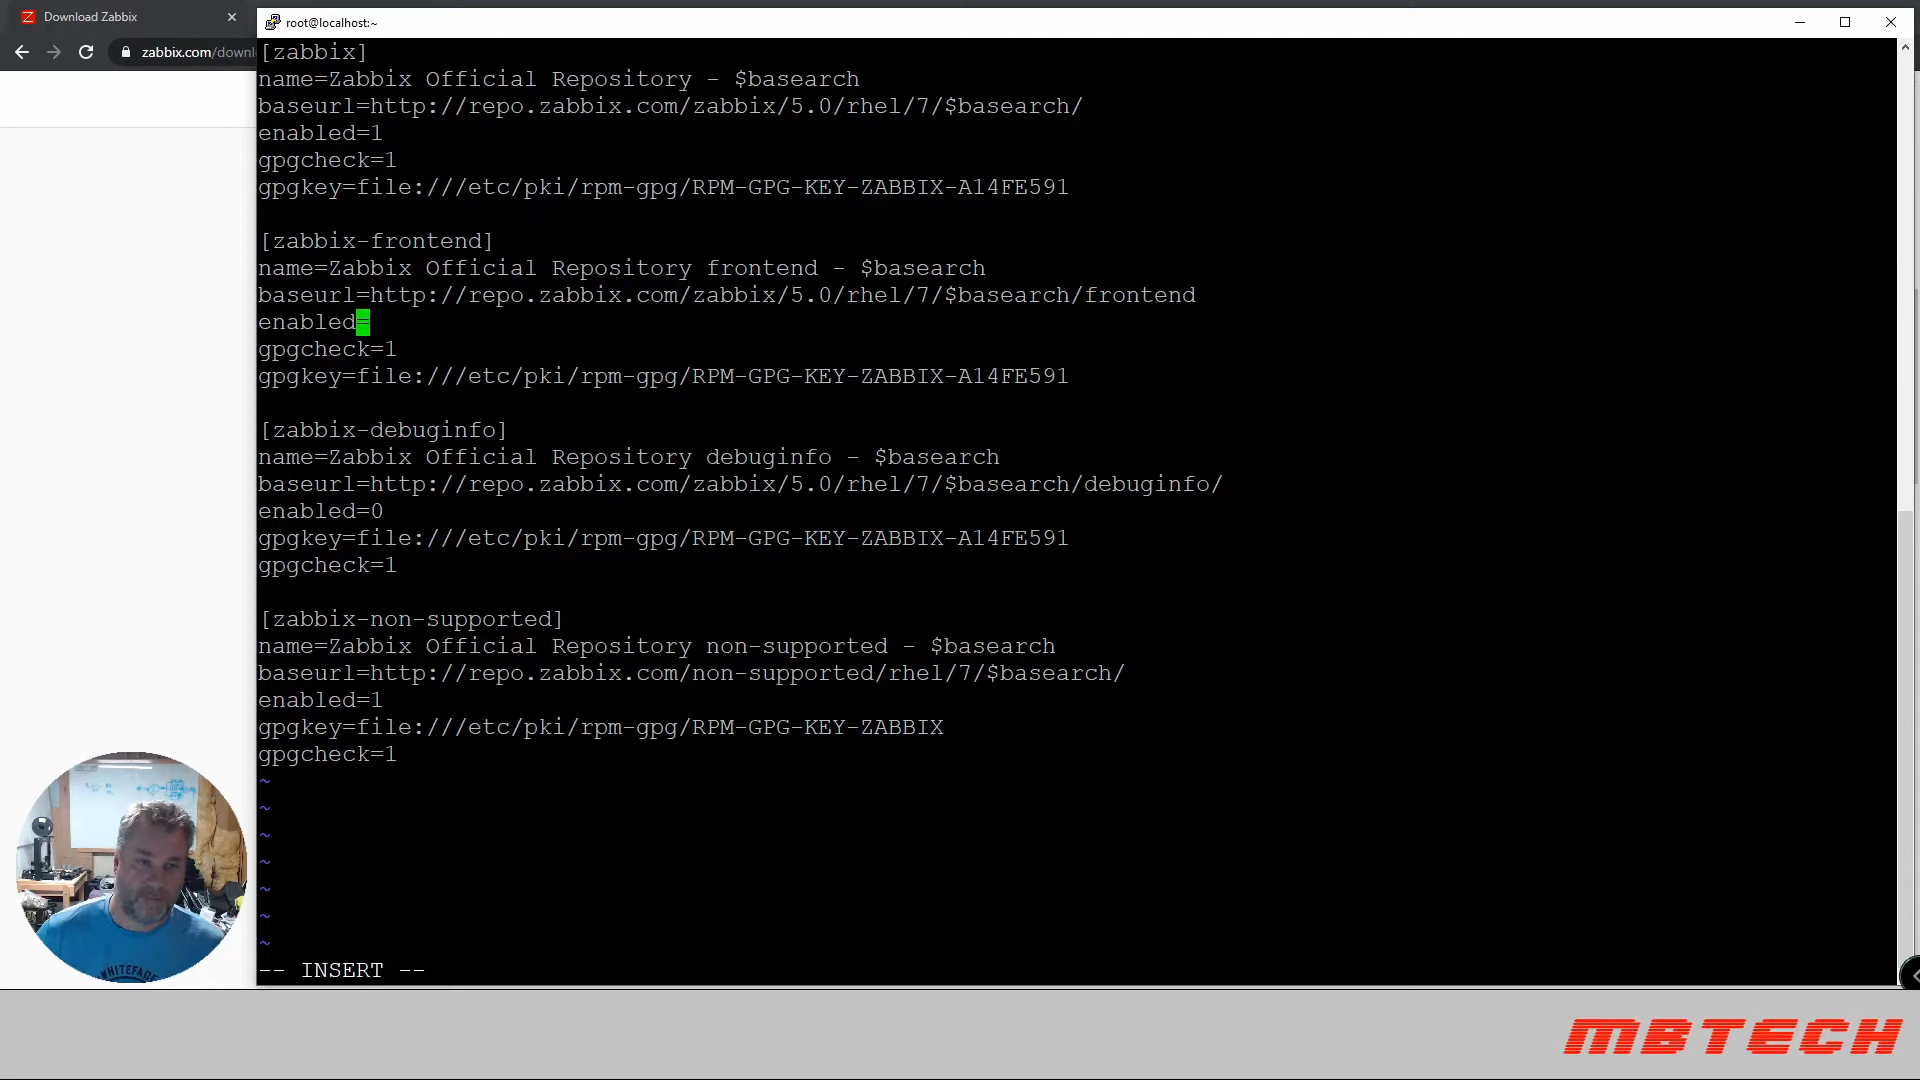 Download Zabbix
root@localhost:~
zabbix.com/downl
[zabbix]
name=Zabbix Official Repository - $basearch
baseurl=http://repo.zabbix.com/zabbix/5.0/rhel/7/$basearch/
enabled=1
gpgcheck=1
gpgkey=file:///etc/pki/rpm-gpg/RPM-GPG-KEY-ZABBIX-A14FE591
[zabbix-frontend]
name=Zabbix Official Repository frontend - $basearch
baseurl=http://repo.zabbix.com/zabbix/5.0/rhel/7/$basearch/frontend
enabled=
gpgcheck=1
gpgkey=file:///etc/pki/rpm-gpg/RPM-GPG-KEY-ZABBIX-A14FE591
[zabbix-debuginfo]
name=Zabbix Official Repository debuginfo - $basearch
baseurl=http://repo.zabbix.com/zabbix/5.0/rhel/7/$basearch/debuginfo/
enabled=0
gpgkey=file:///etc/pki/rpm-gpg/RPM-GPG-KEY-ZABBIX-A14FE591
gpgcheck=1
[zabbix-non-supported]
name=Zabbix Official Repository non-supported - $basearch
baseurl=http://repo.zabbix.com/non-supported/rhel/7/$basearch/
enabled=1
gpgkey=file:///etc/pki/rpm-gpg/RPM-GPG-KEY-ZABBIX
gpgcheck=1
~
~
~
~
~
~
~
-- INSERT --
WHITEFACE
MBTECH